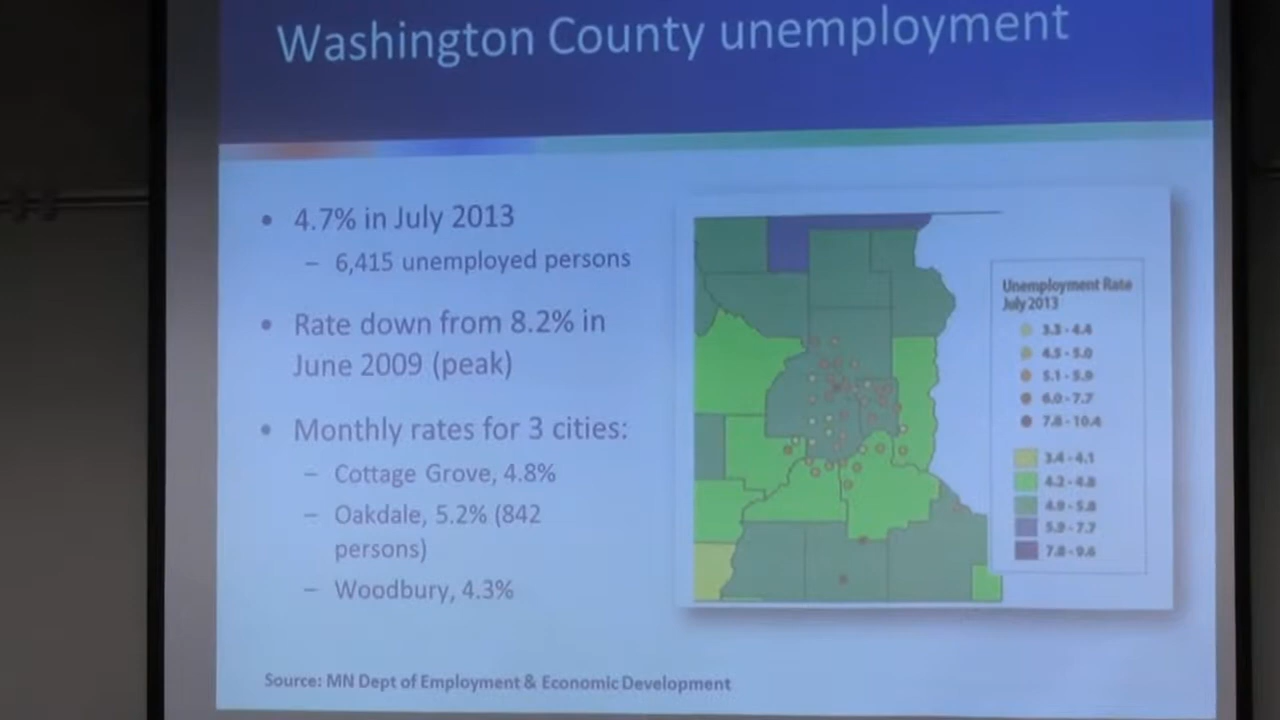 Washington County unemployment
• 4.7% in July 2013
– 6,415 unemployed persons
• Rate down from 8.2% in
June 2009 (peak)
• Monthly rates for 3 cities:
– Cottage Grove, 4.8%
– Oakdale, 5.2% (842
persons)
– Woodbury, 4.3%
Unemployment Rate
July 2013
3.3 - 4.4
4.5 - 5.0
5.1 - 5.9
6.0 - 7.7
7.8 - 10.4
3.4 - 4.1
4.2 - 4.8
4.9 - 5.8
5.9 - 7.7
7.8 - 9.6
Source: MN Dept of Employment & Economic Development